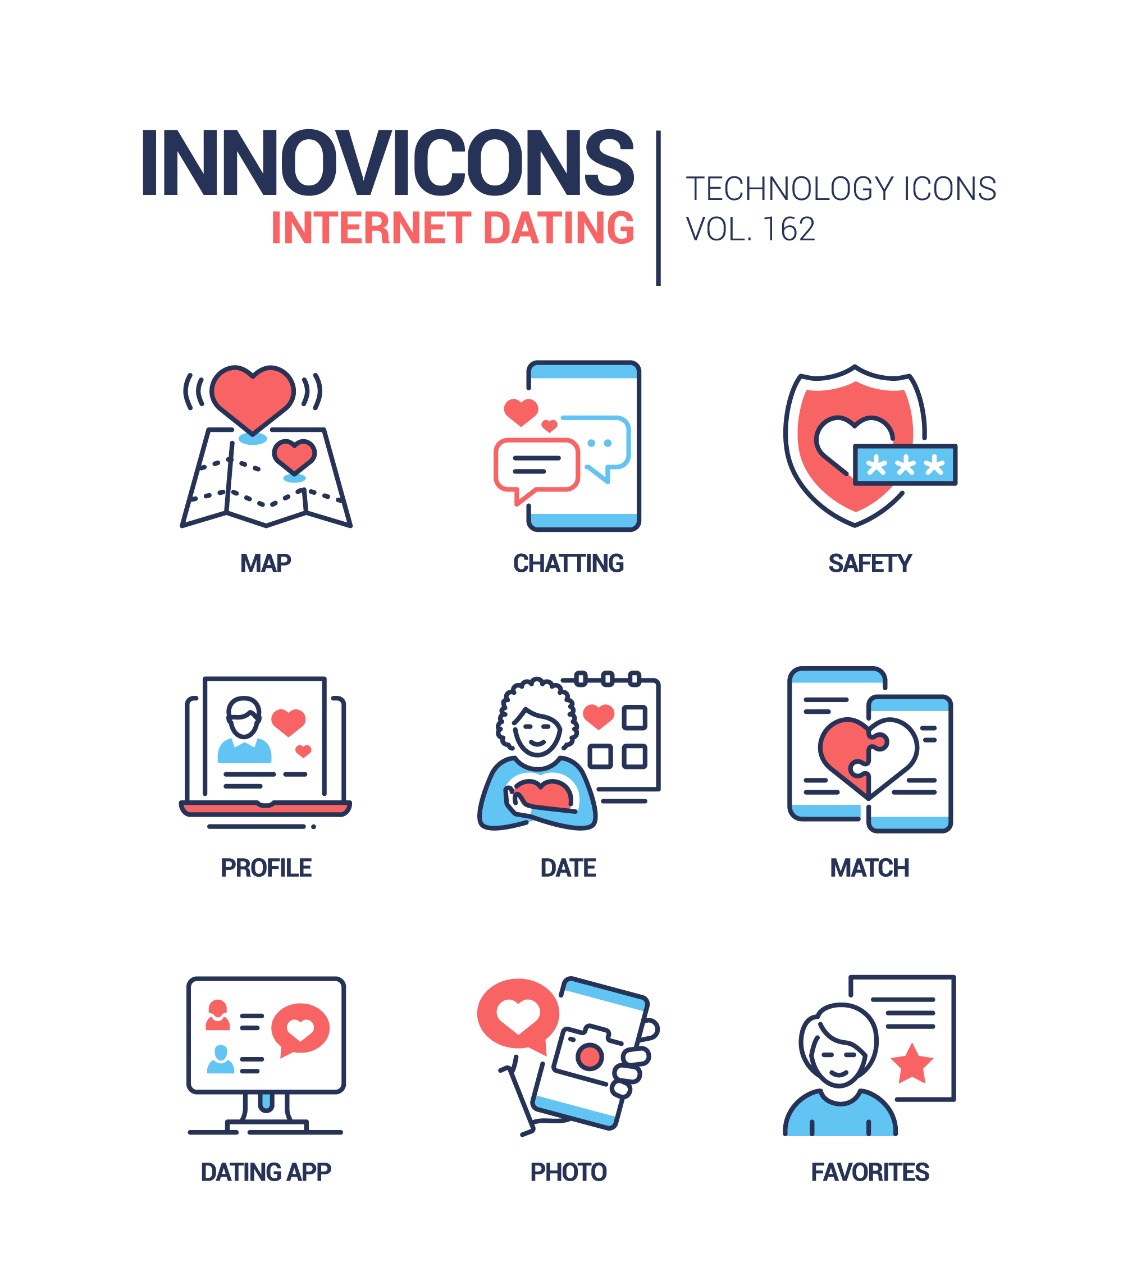 INNOVICONS
INTERNET DATING
TECHNOLOGY ICONS
VOL. 162
MAP
CHATTING
SAFETY
***
PROFILE
DATE
MATCH
DATING APP
PHOTO
FAVORITES